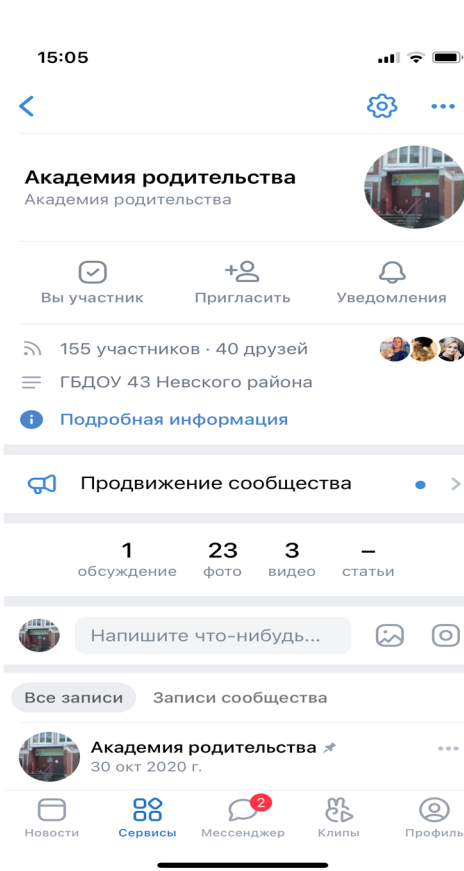 15:05
Академия родительства
Академия родительства
Вы участник Пригласить Уведомления
155 участников · 40 друзей
ГБДОУ 43 Невского района
Подробная информация
Продвижение сообщества
1 23 3 –
обсуждение фото видео статьи
Напишите что-нибудь...
Все записи Записи сообщества
Академия родительства
30 окт 2020 г.
2
Новости Сервисы Мессенджер Клипы Профиль